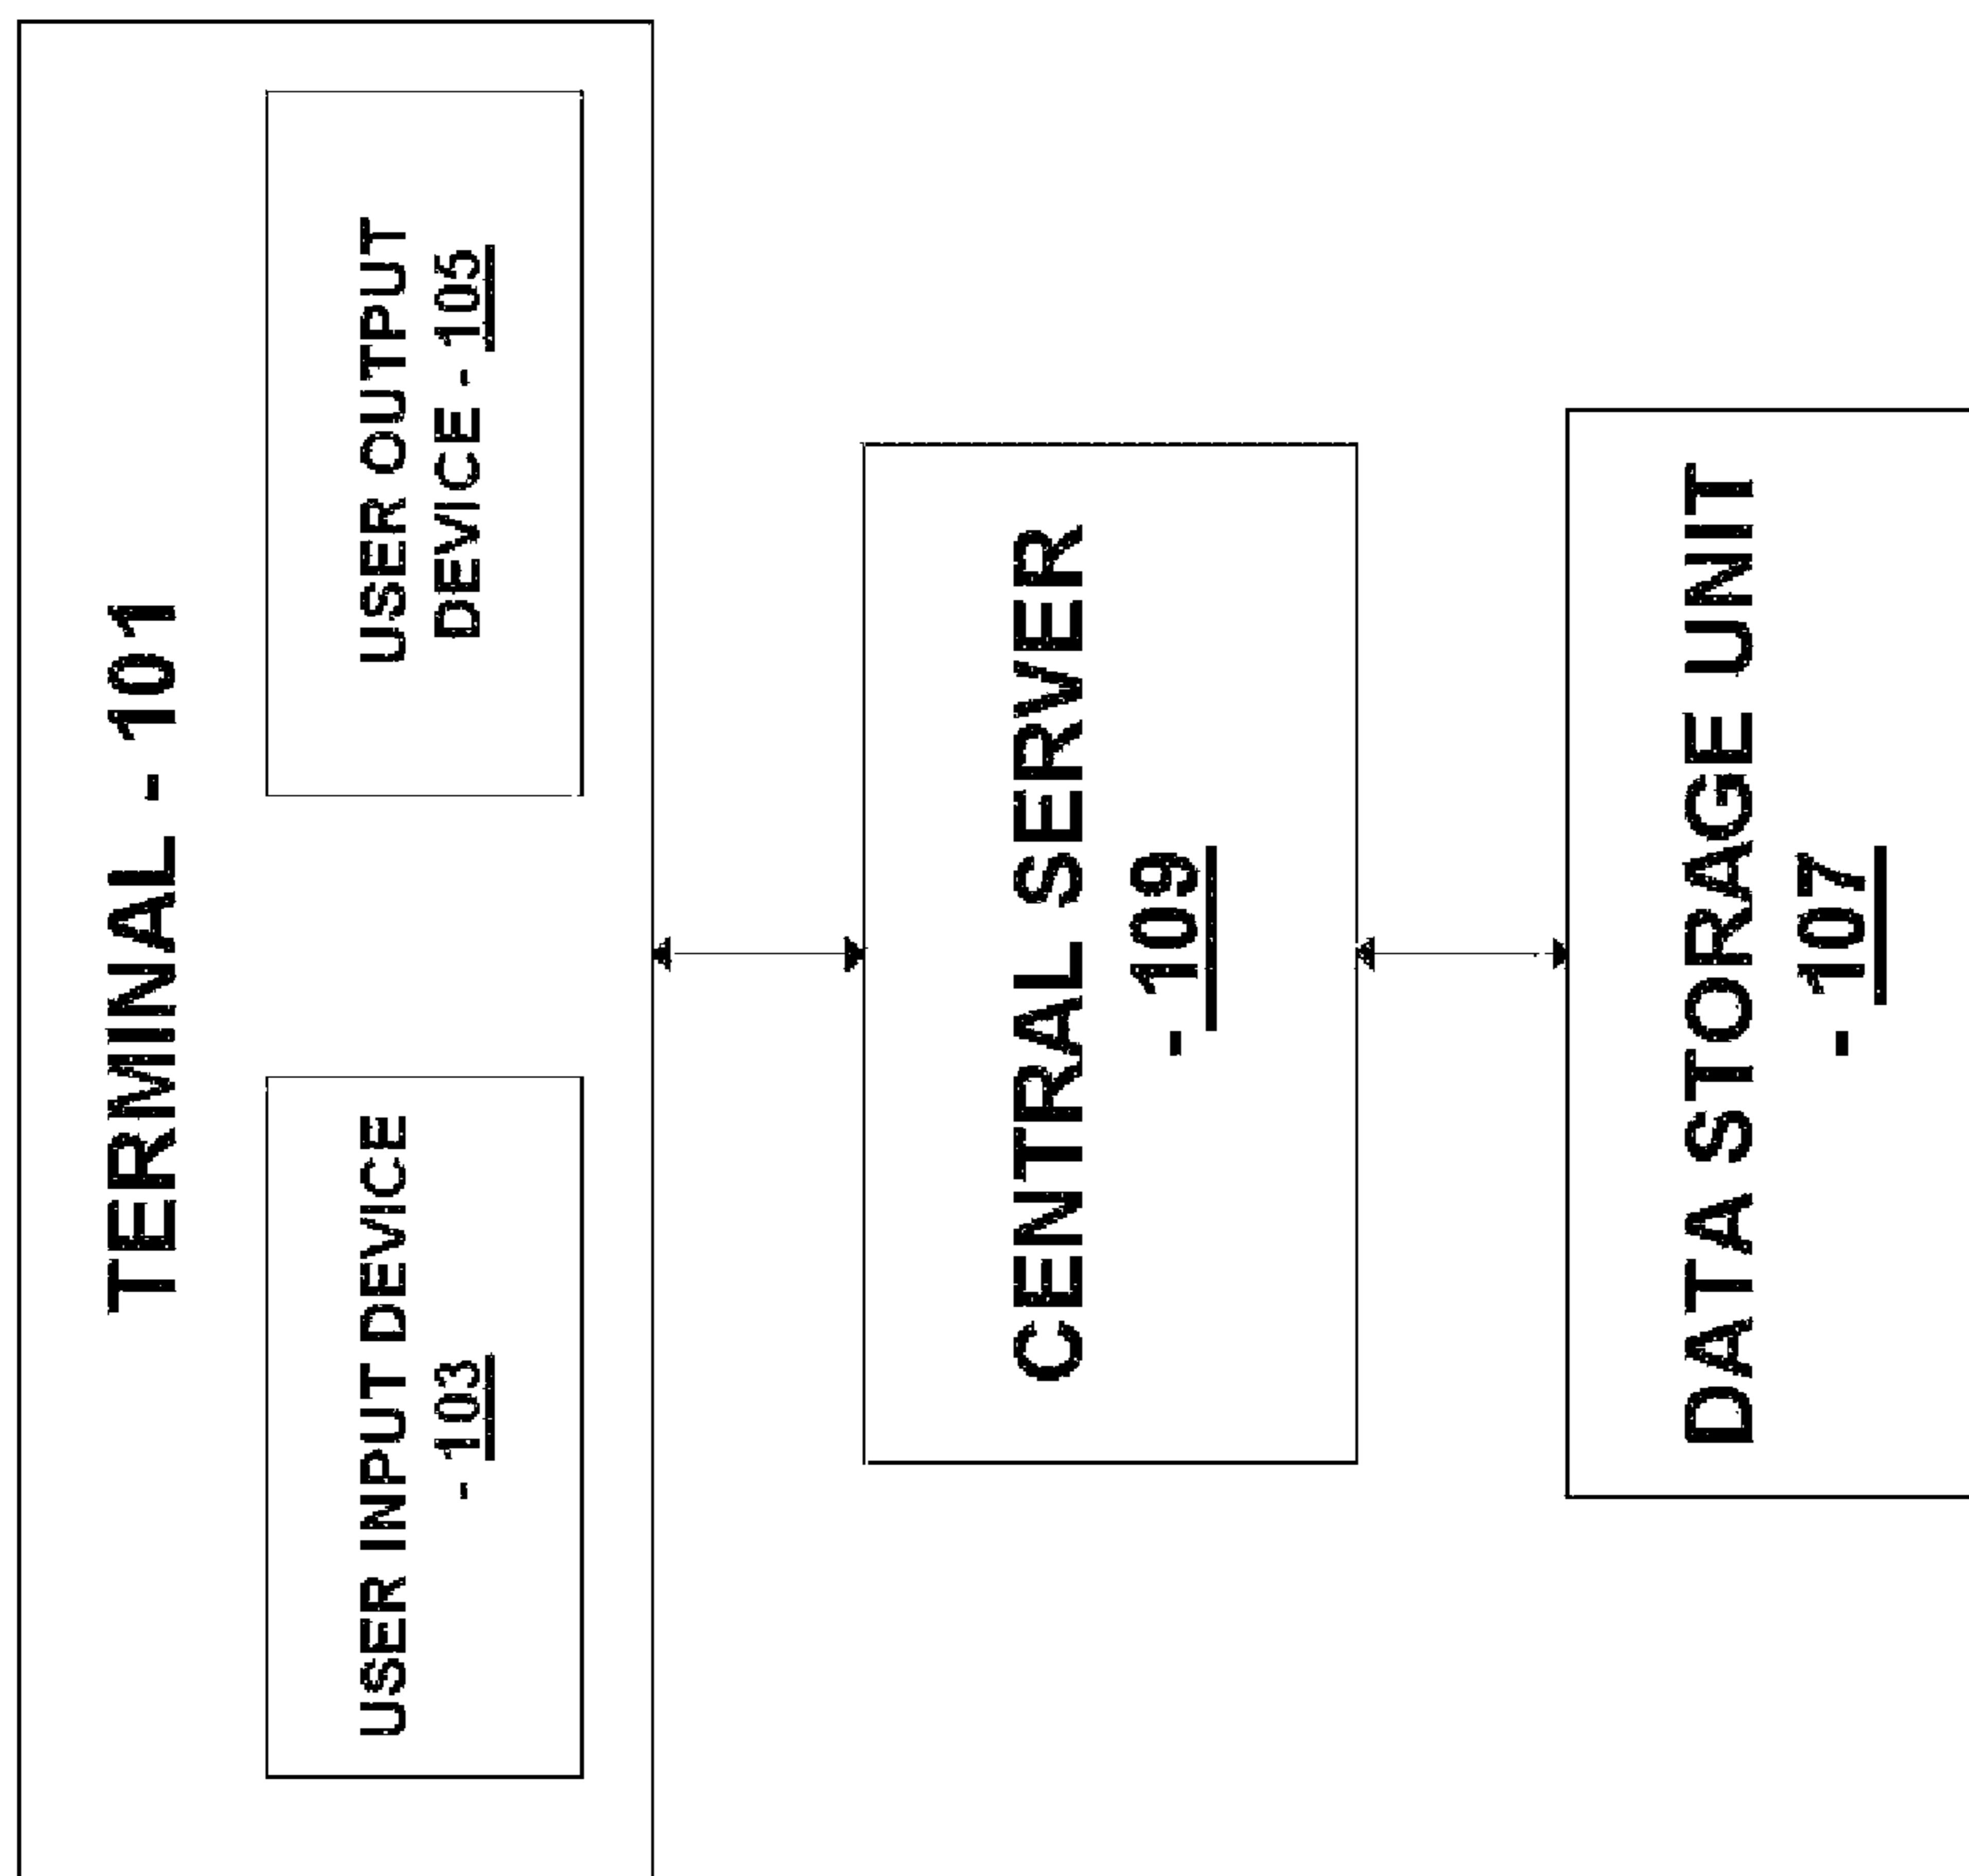 TERMINAL - 101
USER INPUT DEVICE
- 103
USER OUTPUT
DEVICE - 105
CENTRAL SERVER
- 109
DATA STORAGE UNIT
- 107